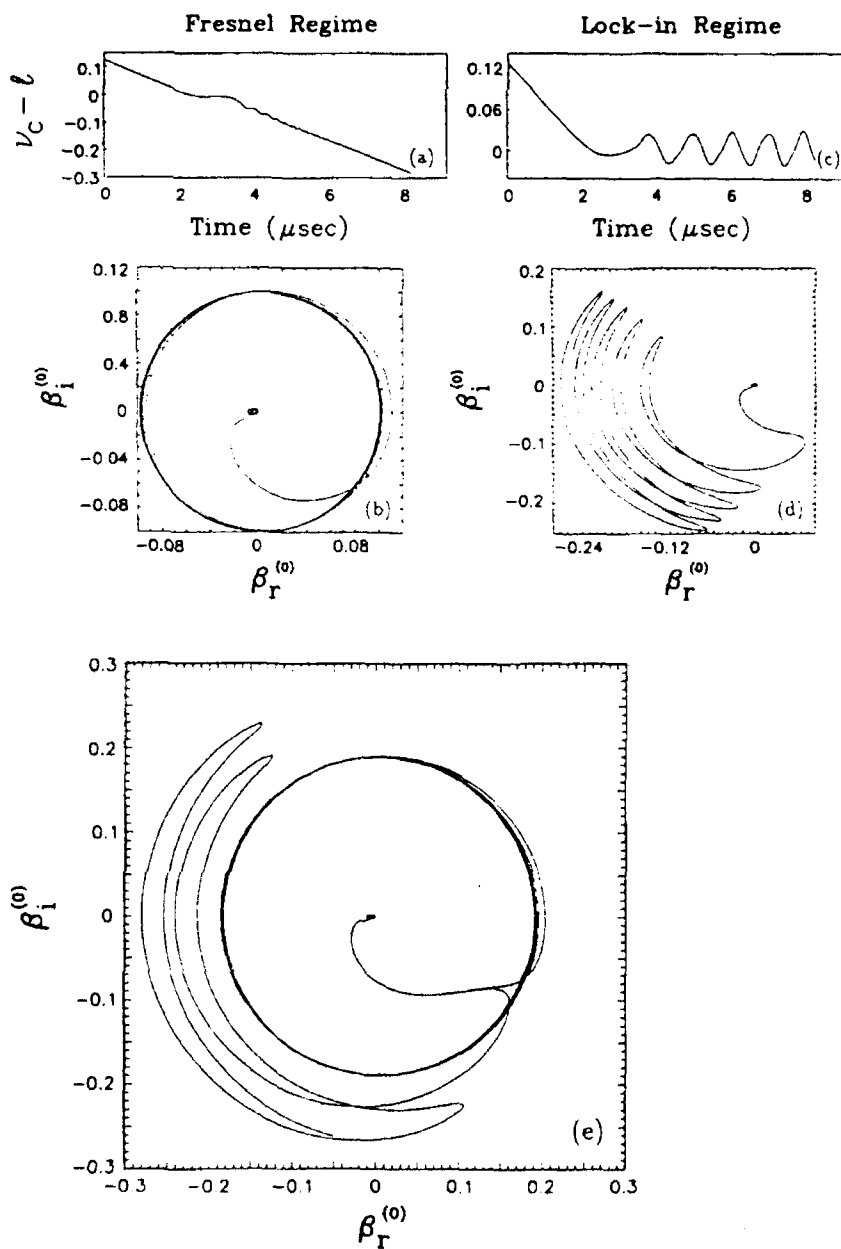 Fresnel Regime
Lock-in Regime
ν_C − ℓ
0.1
0
-0.1
-0.2
-0.3
0 2 4 6 8
(a)
Time (μsec)
0.12
0.06
0
0 2 4 6 8
(c)
Time (μsec)
β_i^(0)
0.12
0.8
0.4
0
-0.04
-0.08
-0.08 0 0.08
(b)
β_r^(0)
β_i^(0)
0.2
0.1
0
-0.1
-0.2
-0.24 -0.12 0
(d)
β_r^(0)
β_i^(0)
0.3
0.2
0.1
0
-0.1
-0.2
-0.3
-0.3 -0.2 -0.1 0 0.1 0.2 0.3
(e)
β_r^(0)